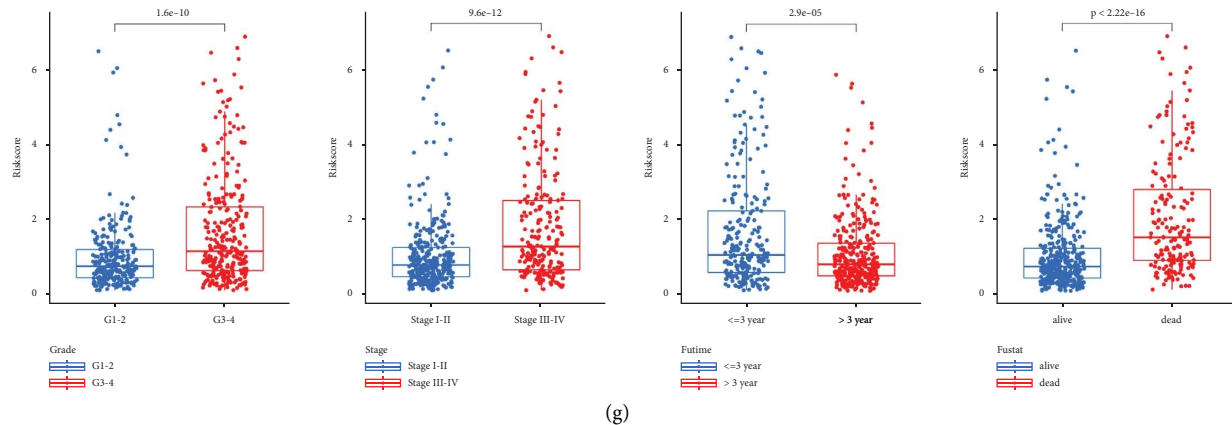 1.6e–10
Riskscore
6
4
2
0
G1-2
G3-4
Grade
G1-2
G3-4
9.6e–12
Riskscore
6
4
2
0
Stage I-II
Stage III-IV
Stage
Stage I-II
Stage III-IV
2.9e–05
Riskscore
6
4
2
0
<=3 year
> 3 year
Futime
<=3 year
> 3 year
p < 2.22e–16
Riskscore
6
4
2
0
alive
dead
Fustat
alive
dead
(g)